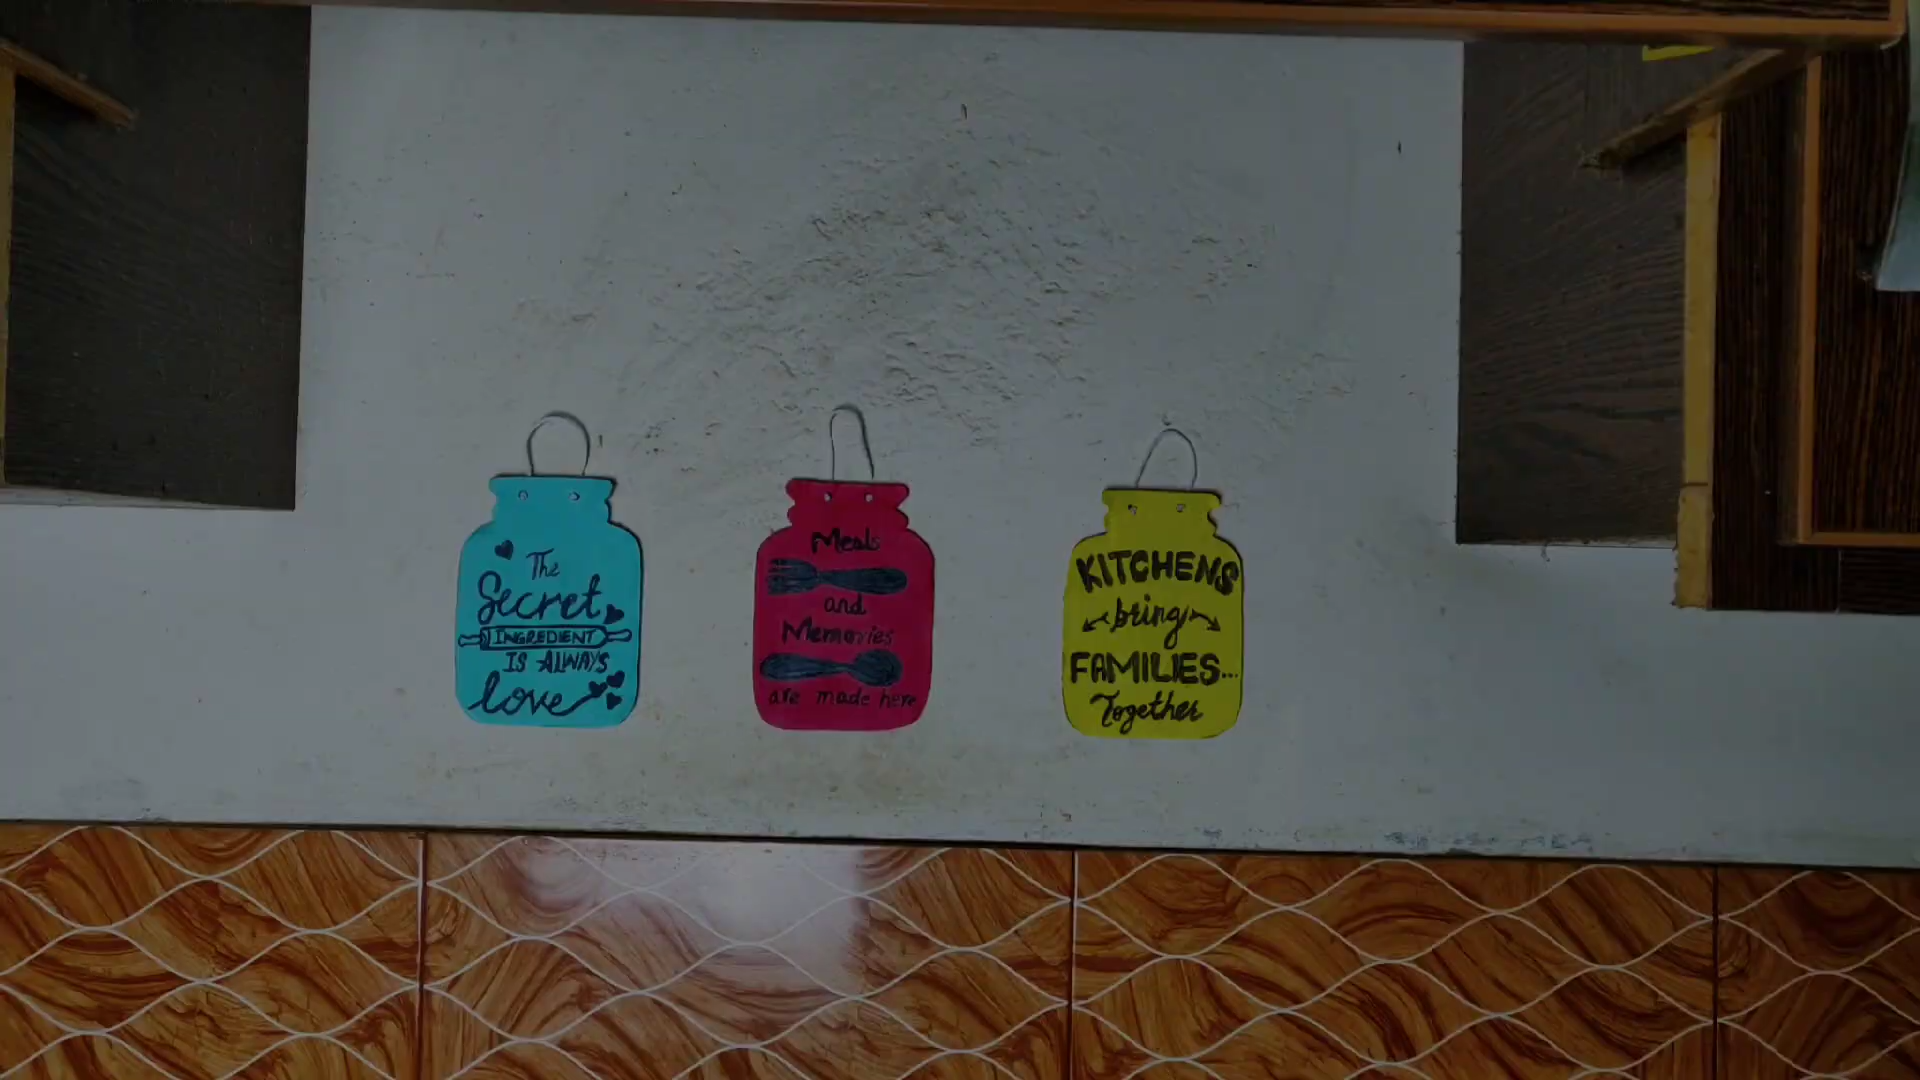 The
Secret
INGREDIENT
IS ALWAYS
love
Meals
and
Memories
are made here
KITCHENS
bring
FAMILIES...
Together